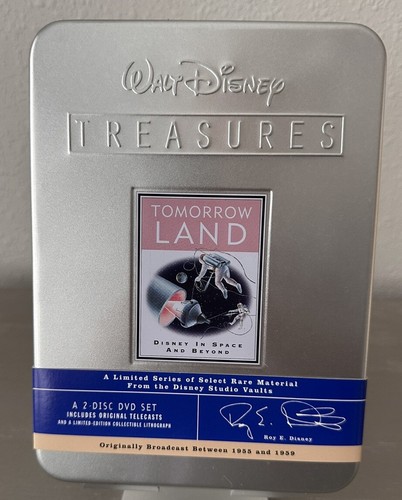 Walt Disney
TREASURES
TOMORROW
LAND
Disney In Space
And Beyond
A Limited Series of Select Rare Material
From the Disney Studio Vaults
A 2-DISC DVD SET
INCLUDES ORIGINAL TELECASTS
AND A LIMITED-EDITION COLLECTIBLE LITHOGRAPH
Roy E. Disney
Roy E. Disney
Originally Broadcast Between 1955 and 1959